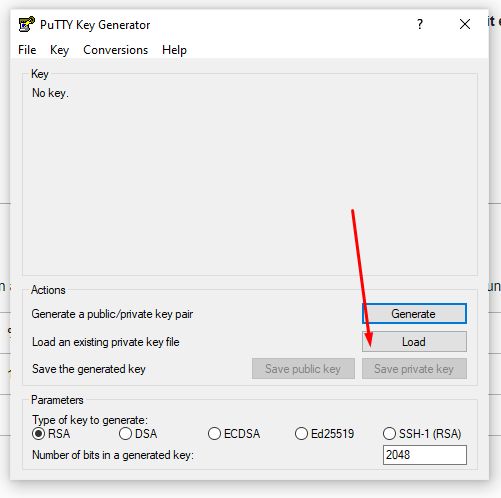 PuTTY Key Generator
? ×
File Key Conversions Help
Key
No key.
Actions
Generate a public/private key pair Generate
Load an existing private key file Load
Save the generated key Save public key Save private key
Parameters
Type of key to generate:
RSA DSA ECDSA Ed25519 SSH-1 (RSA)
Number of bits in a generated key: 2048